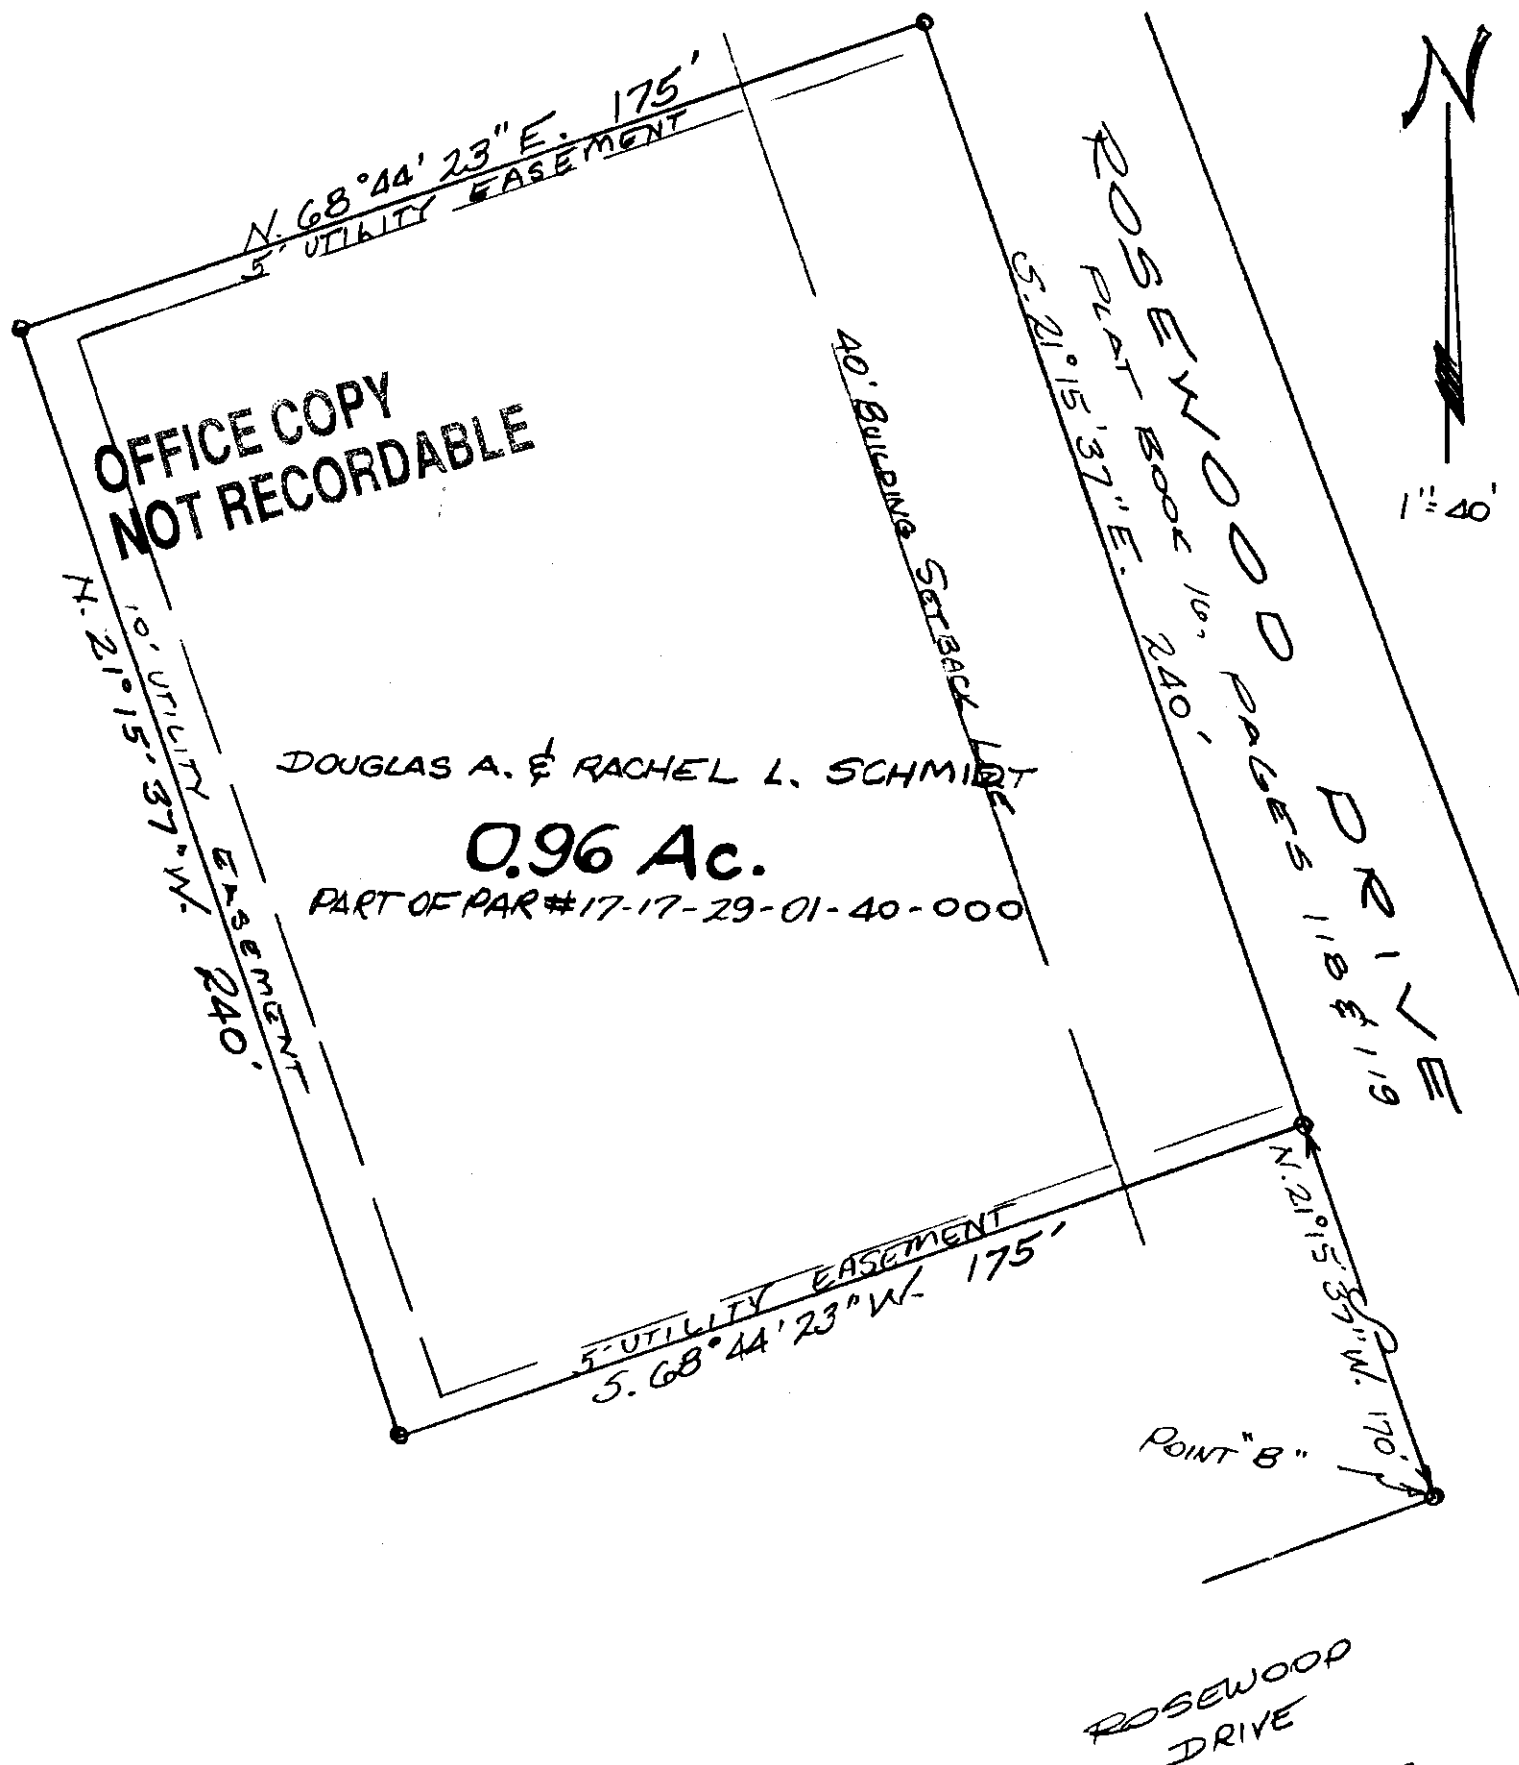 N
1"=40'
N. 68°44'23"E. 175'
5' UTILITY EASEMENT
OFFICE COPY
NOT RECORDABLE
40' BUILDING SETBACK LINE
S. 21°15'37"E. 240'
ROSEWOOD DRIVE
PLAT BOOK 16, PAGES 118 & 119
N. 21°15'37"W. 240'
10' UTILITY EASEMENT
DOUGLAS A. & RACHEL L. SCHMIDT
0.96 Ac.
PART OF PAR # 17-17-29-01-40-000
5' UTILITY EASEMENT
S. 68°44'23"W. 175'
N. 21°15'37"W. 170'
POINT "B"
ROSEWOOD
DRIVE